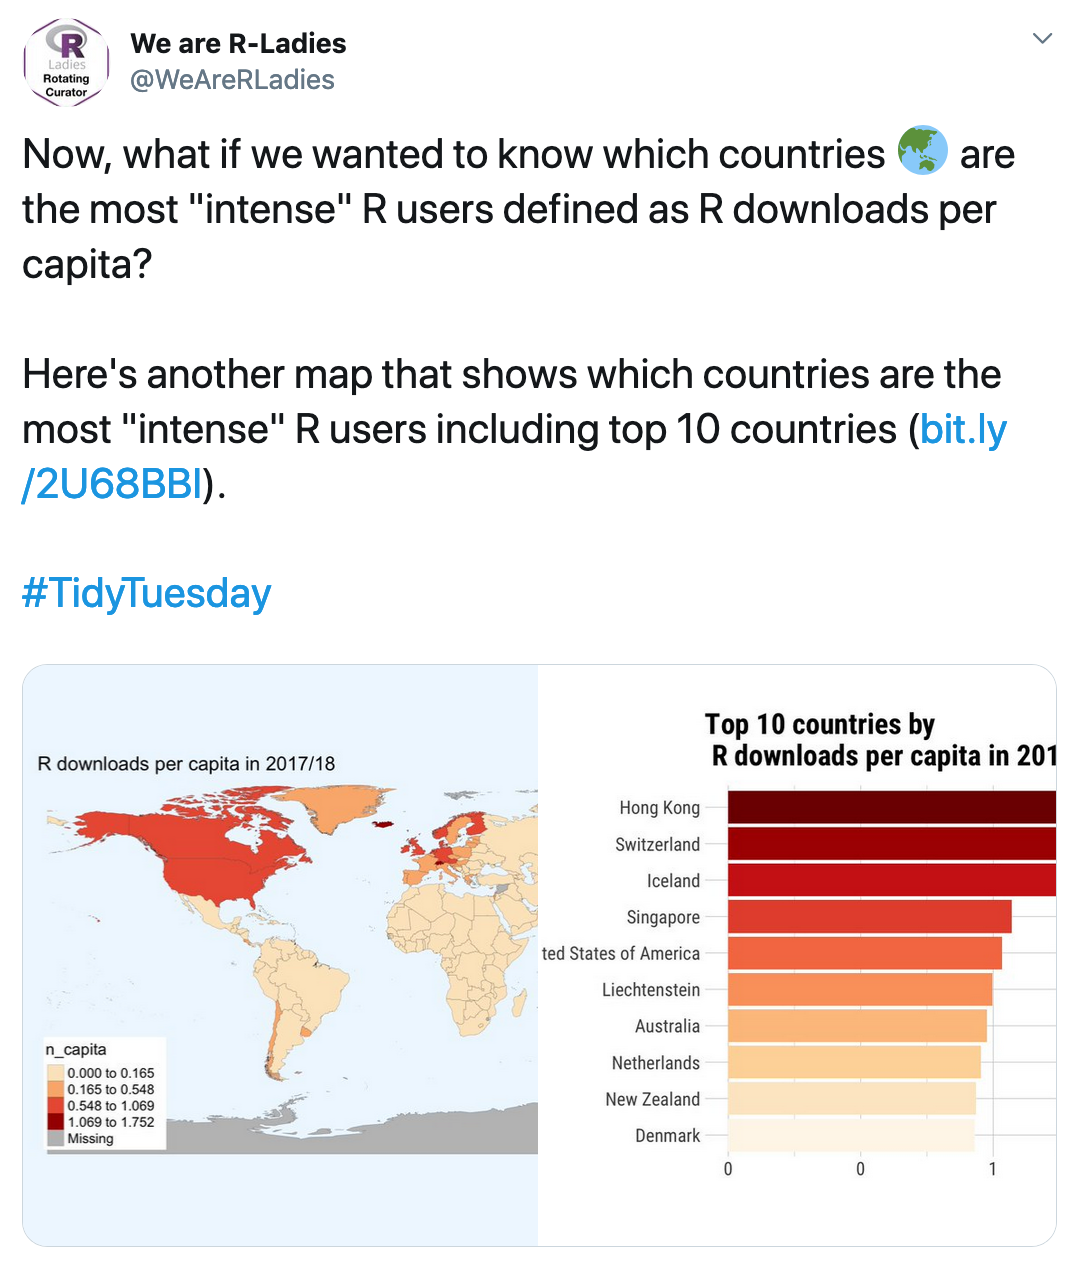 R
Ladies
Rotating
Curator
We are R-Ladies
@WeAreRLadies
Now, what if we wanted to know which countries 🌏 are
the most "intense" R users defined as R downloads per
capita?
Here's another map that shows which countries are the
most "intense" R users including top 10 countries (bit.ly
/2U68BBI).
#TidyTuesday
R downloads per capita in 2017/18
n_capita
0.000 to 0.165
0.165 to 0.548
0.548 to 1.069
1.069 to 1.752
Missing
Top 10 countries by
R downloads per capita in 201
Hong Kong
Switzerland
Iceland
Singapore
ted States of America
Liechtenstein
Australia
Netherlands
New Zealand
Denmark
0 0 1